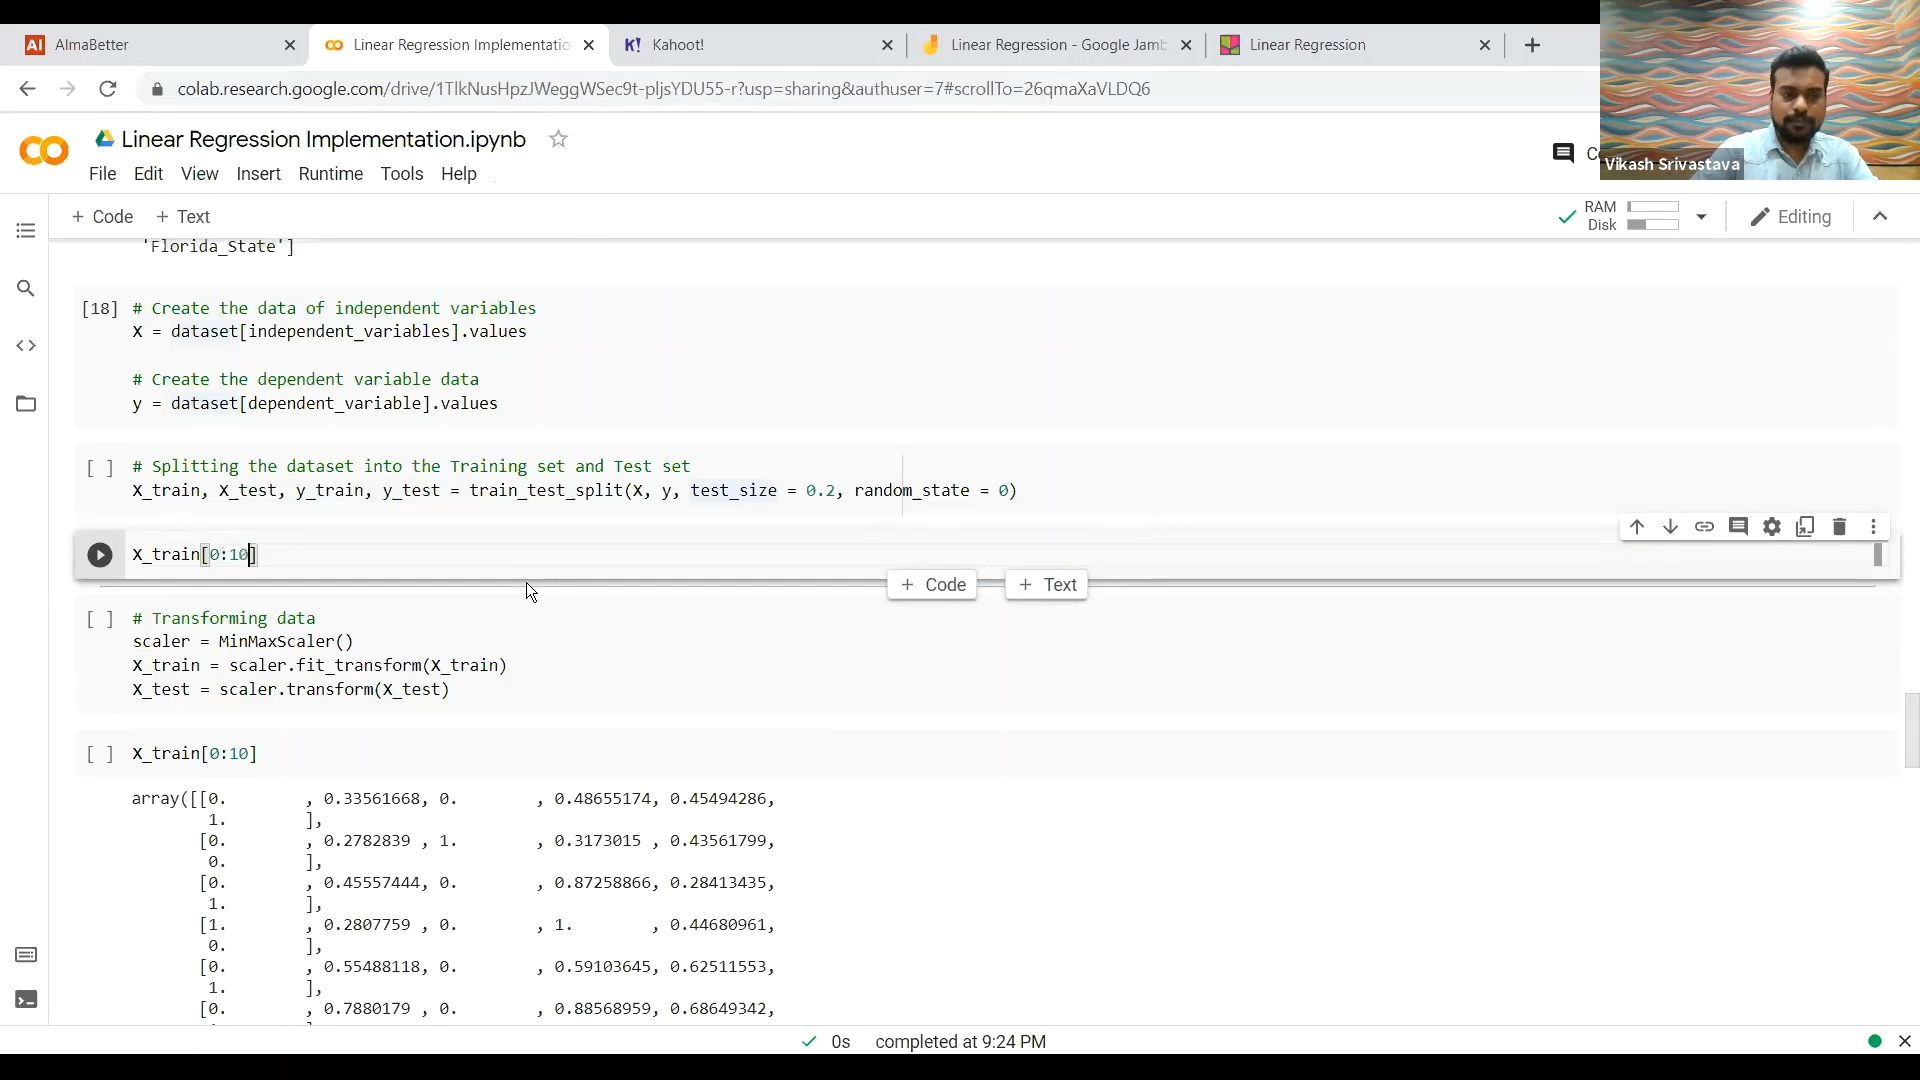 AI AlmaBetter
Linear Regression Implementatio
K! Kahoot!
Linear Regression - Google Jamb
Linear Regression
colab.research.google.com/drive/1TlkNusHpzJWeggWSec9t-pljsYDU55-r?usp=sharing&authuser=7#scrollTo=26qmaXaVLDQ6
Linear Regression Implementation.ipynb
File Edit View Insert Runtime Tools Help
Vikash Srivastava
+ Code + Text
RAM
Disk
Editing
'Florida_State']
[18] # Create the data of independent variables
X = dataset[independent_variables].values
# Create the dependent variable data
y = dataset[dependent_variable].values
[ ] # Splitting the dataset into the Training set and Test set
X_train, X_test, y_train, y_test = train_test_split(X, y, test_size = 0.2, random_state = 0)
X_train[0:10]
+ Code + Text
[ ] # Transforming data
scaler = MinMaxScaler()
X_train = scaler.fit_transform(X_train)
X_test = scaler.transform(X_test)
[ ] X_train[0:10]
array([[0. , 0.33561668, 0. , 0.48655174, 0.45494286,
1. ],
[0. , 0.2782839 , 1. , 0.3173015 , 0.43561799,
0. ],
[0. , 0.45557444, 0. , 0.87258866, 0.28413435,
1. ],
[1. , 0.2807759 , 0. , 1. , 0.44680961,
0. ],
[0. , 0.55488118, 0. , 0.59103645, 0.62511553,
1. ],
[0. , 0.7880179 , 0. , 0.88568959, 0.68649342,
0s completed at 9:24 PM